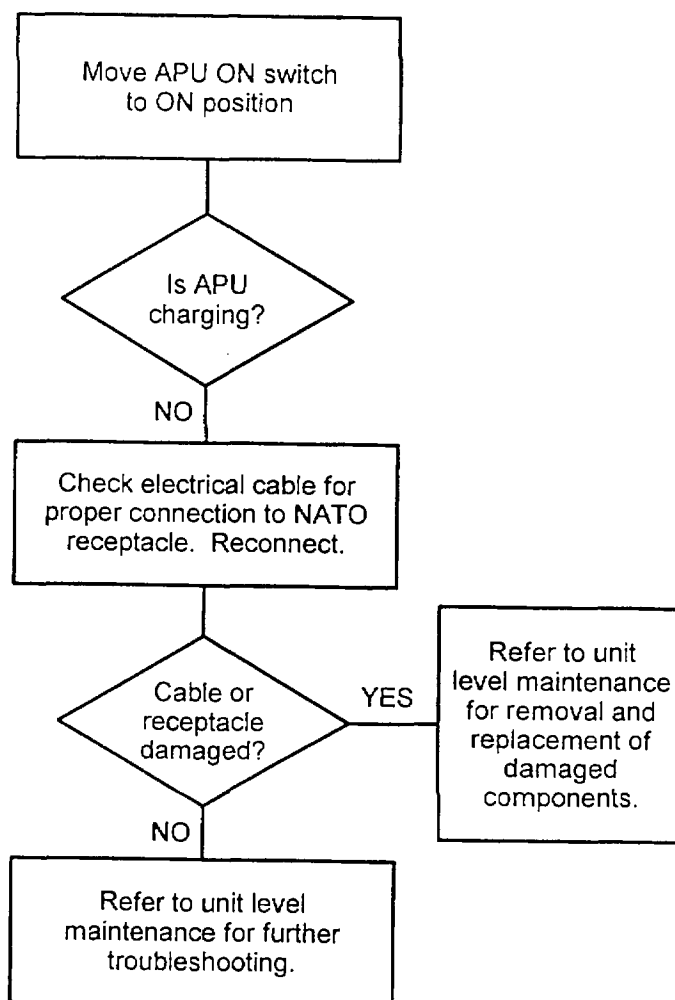 Move APU ON switch
to ON position
Is APU
charging?
NO
Check electrical cable for
proper connection to NATO
receptacle. Reconnect.
Cable or
receptacle
damaged?
YES
Refer to unit
level maintenance
for removal and
replacement of
damaged
components.
NO
Refer to unit level
maintenance for further
troubleshooting.